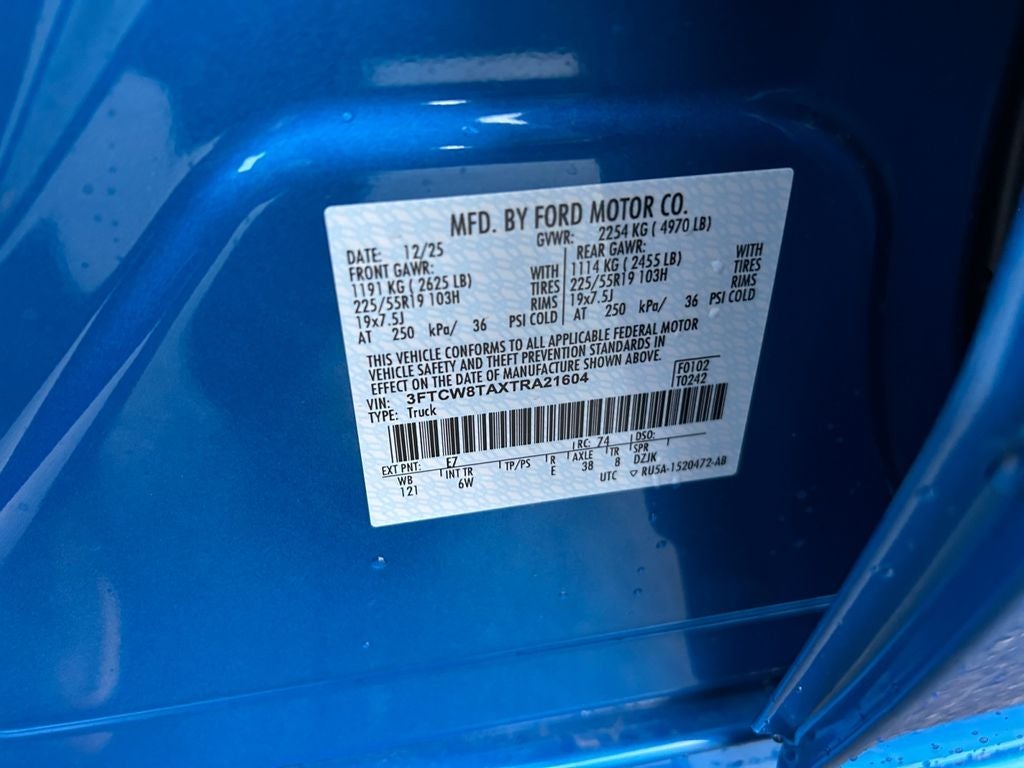 MFD. BY FORD MOTOR CO.
DATE: 12/25 GVWR: 2254 KG ( 4970 LB)
FRONT GAWR: REAR GAWR:
1191 KG ( 2625 LB) WITH 1114 KG ( 2455 LB) WITH
225/55R19 103H TIRES 225/55R19 103H TIRES
19x7.5J RIMS 19x7.5J RIMS
AT 250 kPa/ 36 PSI COLD AT 250 kPa/ 36 PSI COLD
THIS VEHICLE CONFORMS TO ALL APPLICABLE FEDERAL MOTOR
VEHICLE SAFETY AND THEFT PREVENTION STANDARDS IN
EFFECT ON THE DATE OF MANUFACTURE SHOWN ABOVE.
VIN: 3FTCW8TAXTRA21604 F0102
TYPE: Truck T0242
EXT PNT: E7 RC: 74 DSO:
WB INT TR TP/PS R AXLE TR SPR
121 6W E 38 8 DZJK
UTC ▽ RU5A-1520472-AB